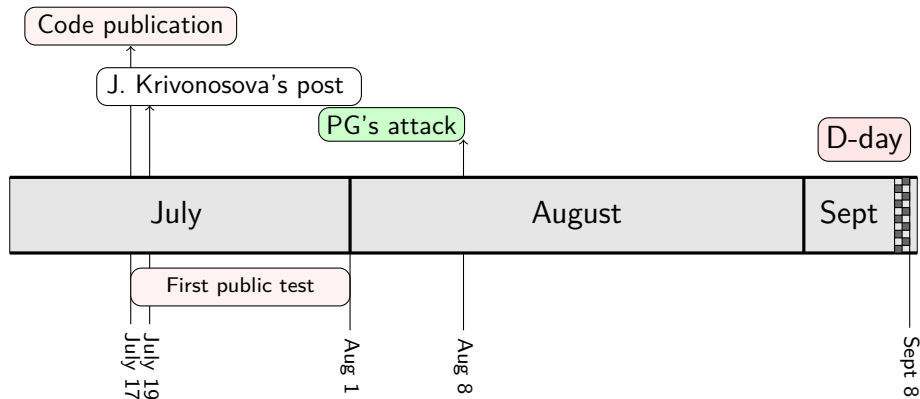 Code publication
J. Krivonosova's post
PG's attack
D-day
July
August
Sept
First public test
July 17
July 19
Aug 1
Aug 8
Sept 8